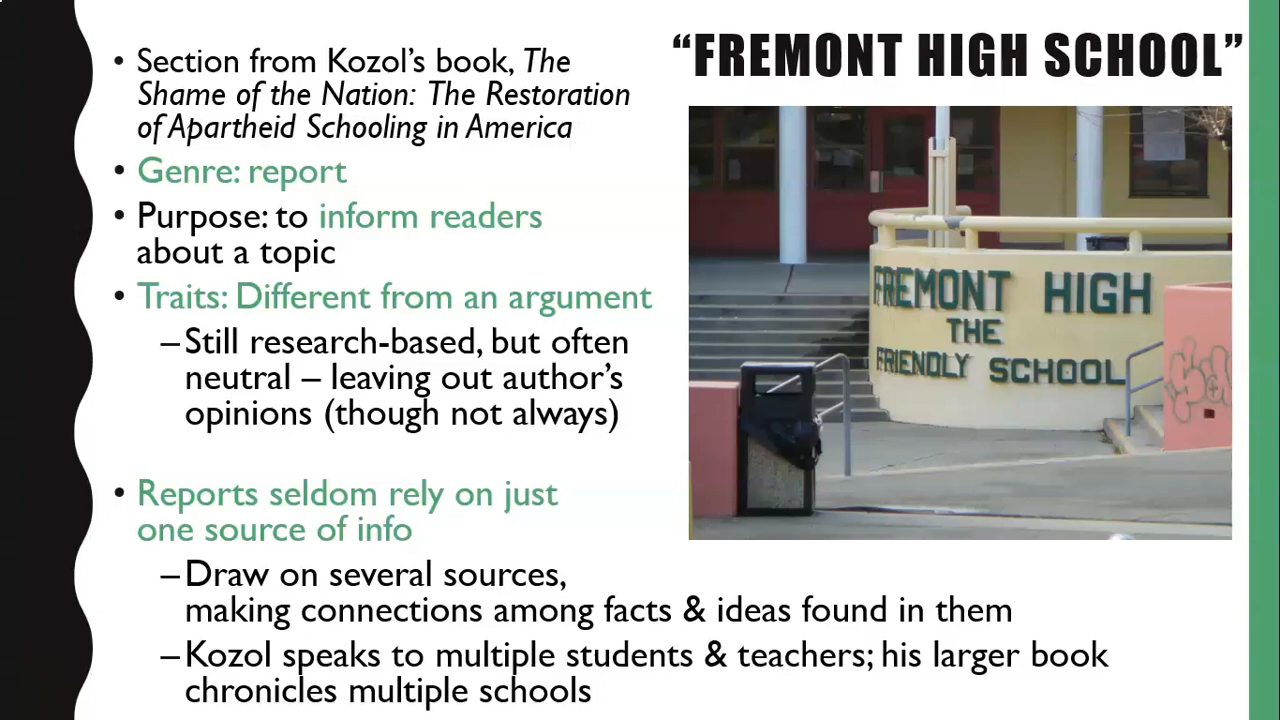 “FREMONT HIGH SCHOOL”
• Section from Kozol’s book, The
Shame of the Nation: The Restoration
of Apartheid Schooling in America
• Genre: report
• Purpose: to inform readers
about a topic
• Traits: Different from an argument
–Still research-based, but often
neutral – leaving out author’s
opinions (though not always)
• Reports seldom rely on just
one source of info
–Draw on several sources,
making connections among facts & ideas found in them
–Kozol speaks to multiple students & teachers; his larger book
chronicles multiple schools
FREMONT HIGH
THE
FRIENDLY SCHOOL